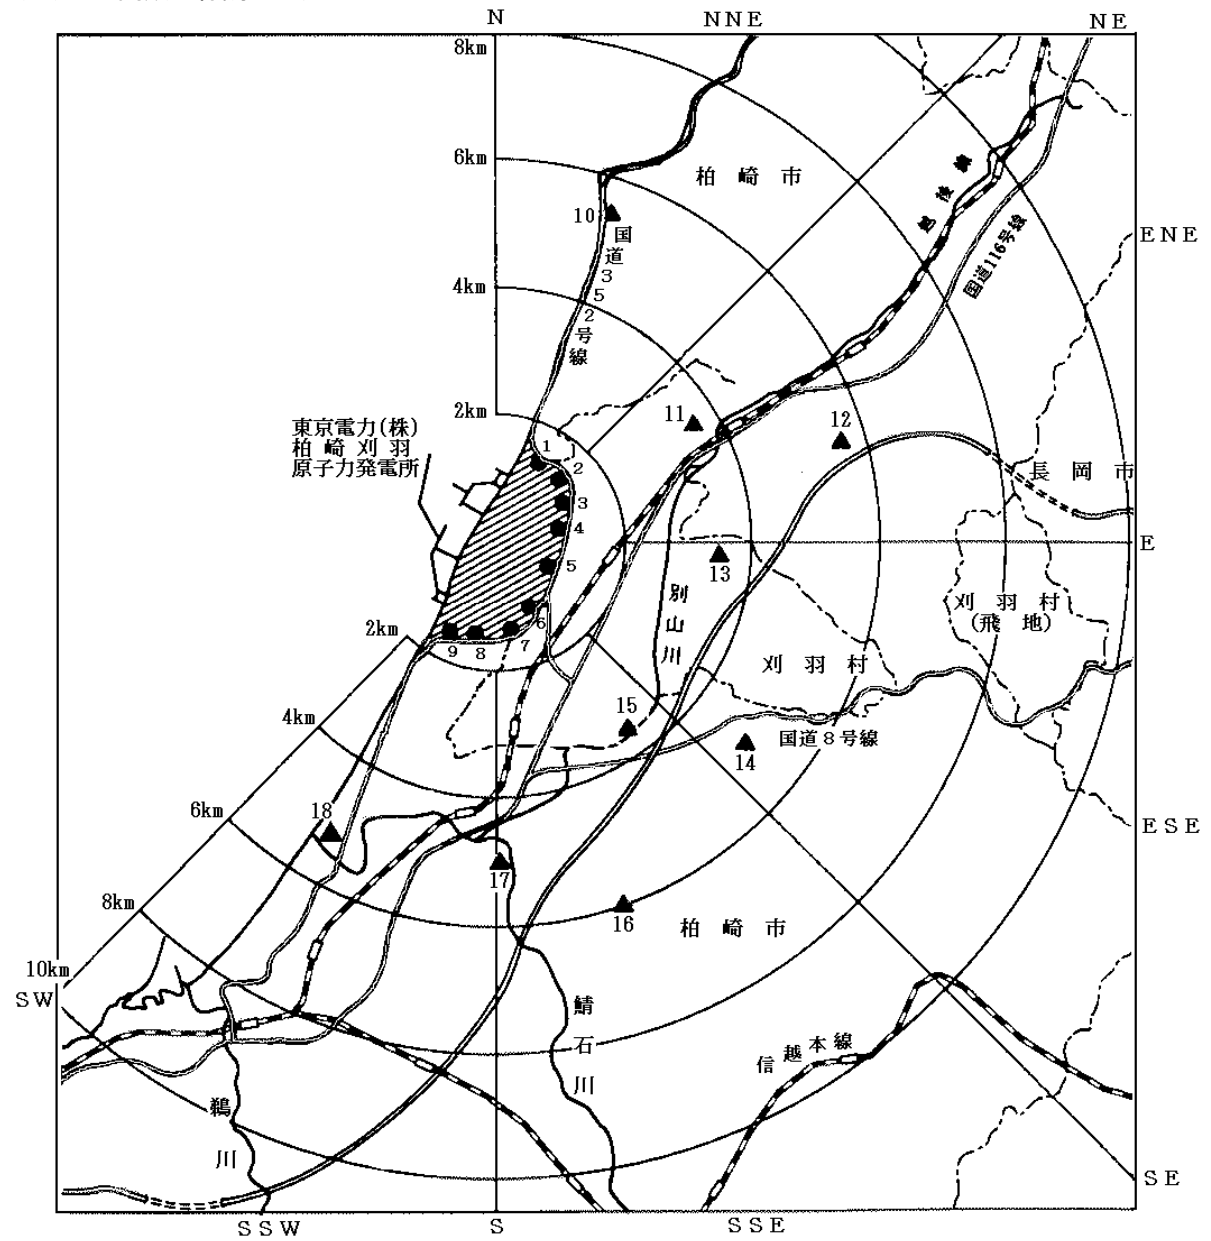 N
NNE
NE
8km
6km
柏崎市
越後線
10
国道352号線
ENE
国道116号線
4km
2km
11
12
東京電力(株)
柏崎刈羽
原子力発電所
1
2
3
4
5
6
7
8
9
長岡市
E
13
別山川
刈羽村
(飛地)
2km
刈羽村
15
4km
国道8号線
14
6km
18
ESE
17
8km
16
柏崎市
10km
SW
鯖石川
信越本線
鵜川
SE
SSW
S
SSE